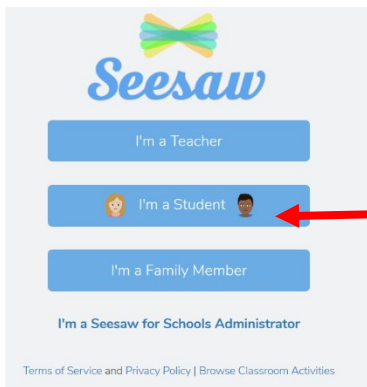 Seesaw
I'm a Teacher
I'm a Student
I'm a Family Member
I'm a Seesaw for Schools Administrator
Terms of Service and Privacy Policy | Browse Classroom Activities